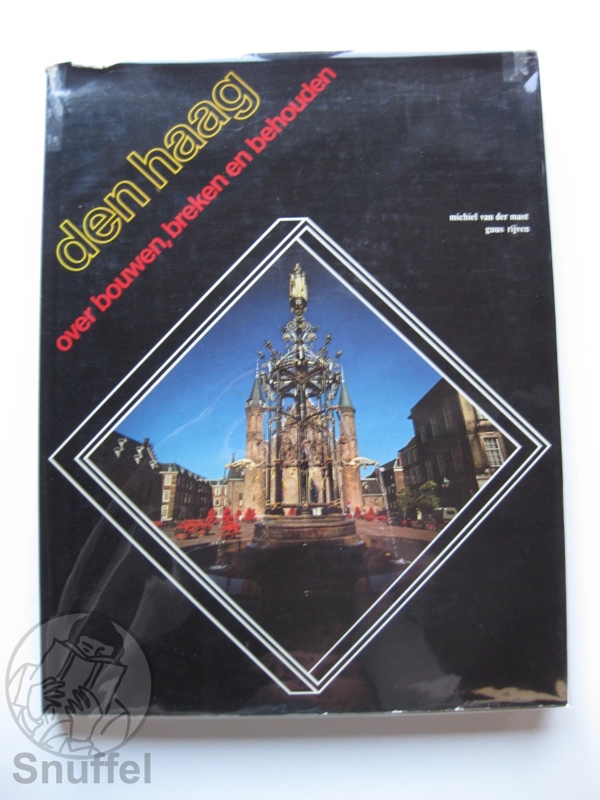 den haag
over bouwen, breken en behouden
michiel van der mast
guus rijven
Snuffel